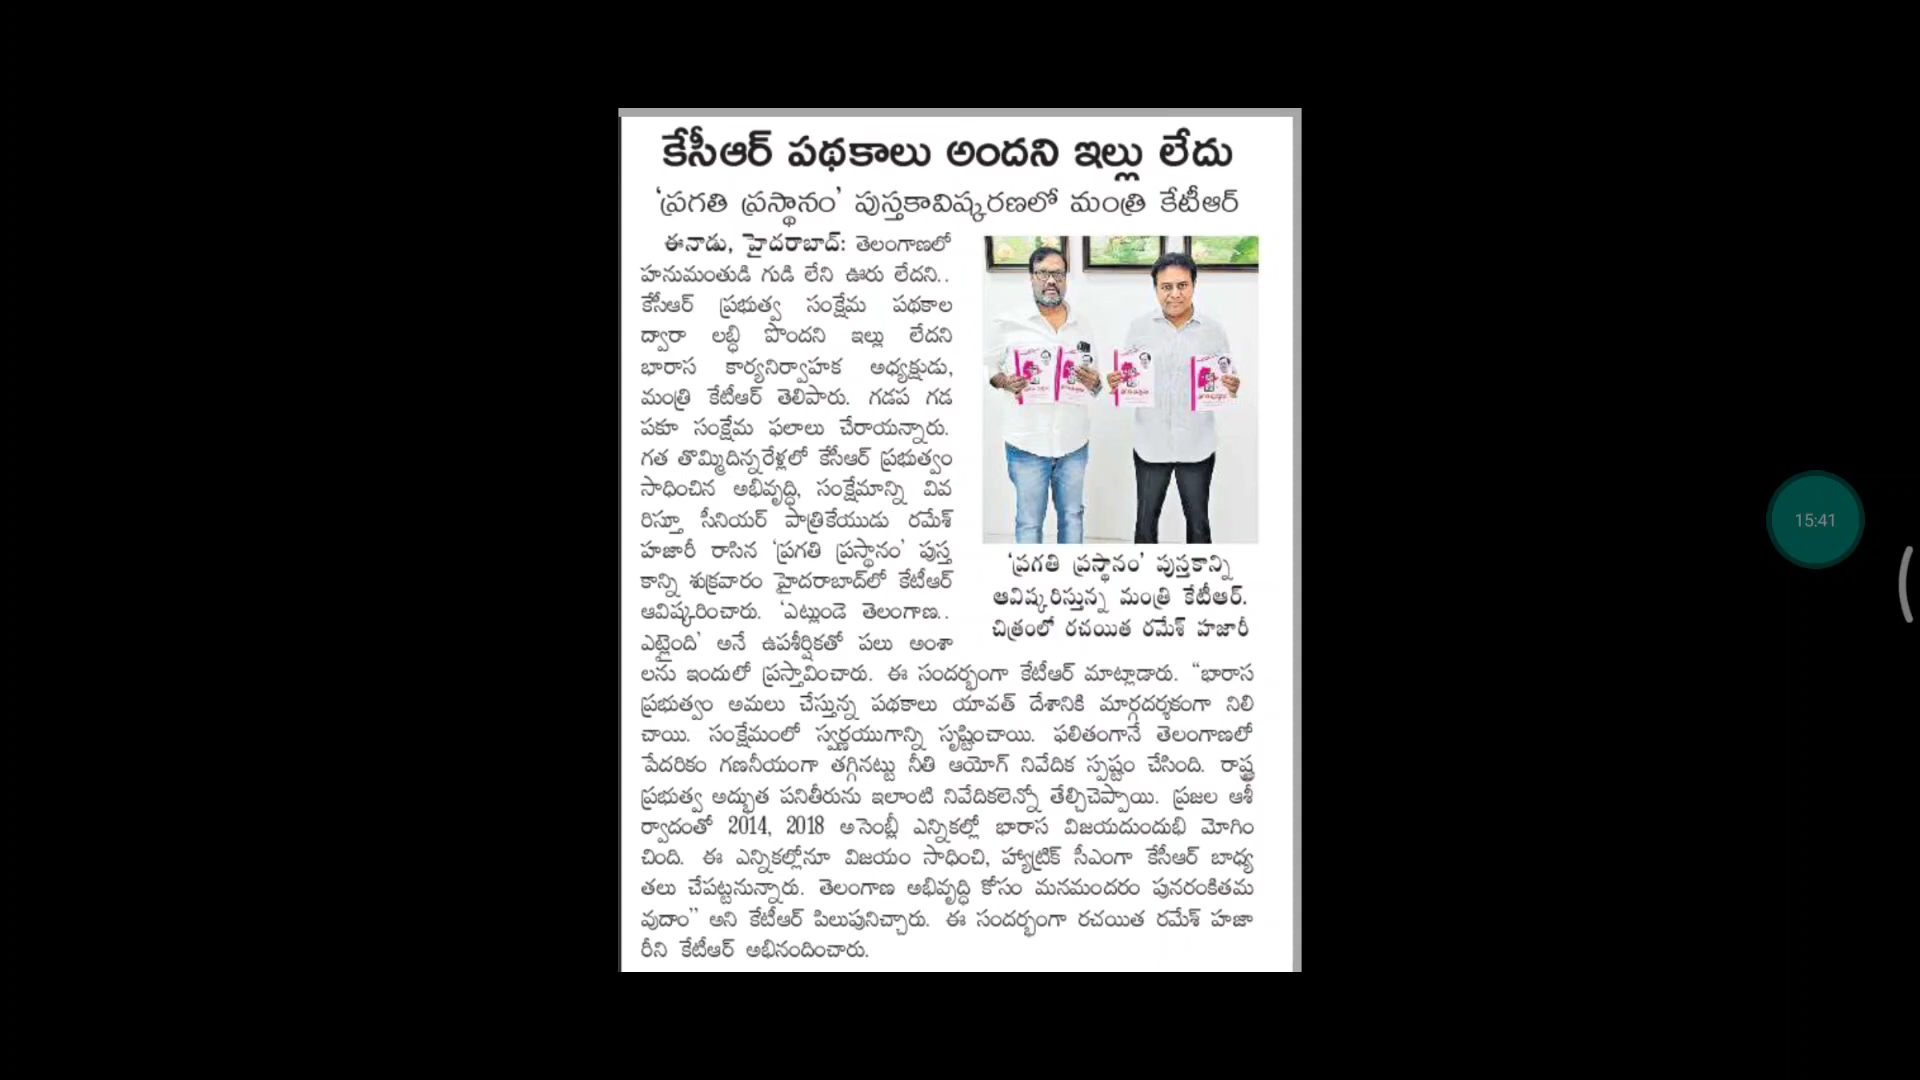 కేసీఆర్ పథకాలు అందని ఇల్లు లేదు
‘ప్రగతి ప్రస్థానం’ పుస్తకావిష్కరణలో మంత్రి కేటీఆర్
ఈనాడు, హైదరాబాద్: తెలంగాణలో
హనుమంతుడి గుడి లేని ఊరు లేదని..
కేసీఆర్ ప్రభుత్వ సంక్షేమ పథకాల
ద్వారా లబ్ధి పొందని ఇల్లు లేదని
భారాస కార్యనిర్వాహక అధ్యక్షుడు,
మంత్రి కేటీఆర్ తెలిపారు. గడప గడ
పకూ సంక్షేమ ఫలాలు చేరాయన్నారు.
గత తొమ్మిదిన్నరేళ్లలో కేసీఆర్ ప్రభుత్వం
సాధించిన అభివృద్ధి, సంక్షేమాన్ని వివ
రిస్తూ సీనియర్ పాత్రికేయుడు రమేశ్
హజారీ రాసిన ‘ప్రగతి ప్రస్థానం’ పుస్త
కాన్ని శుక్రవారం హైదరాబాద్‌లో కేటీఆర్
ఆవిష్కరించారు. ‘ఎట్లుండె తెలంగాణ..
ఎట్లైంది’ అనే ఉపశీర్షికతో పలు అంశా
లను ఇందులో ప్రస్తావించారు. ఈ సందర్భంగా కేటీఆర్ మాట్లాడారు. “భారాస
ప్రభుత్వం అమలు చేస్తున్న పథకాలు యావత్ దేశానికి మార్గదర్శకంగా నిలి
చాయి. సంక్షేమంలో స్వర్ణయుగాన్ని సృష్టించాయి. ఫలితంగానే తెలంగాణలో
పేదరికం గణనీయంగా తగ్గినట్టు నీతి ఆయోగ్ నివేదిక స్పష్టం చేసింది. రాష్ట్ర
ప్రభుత్వ అద్భుత పనితీరును ఇలాంటి నివేదికలెన్నో తేల్చిచెప్పాయి. ప్రజల ఆశీ
ర్వాదంతో 2014, 2018 అసెంబ్లీ ఎన్నికల్లో భారాస విజయదుందుభి మోగిం
చింది. ఈ ఎన్నికల్లోనూ విజయం సాధించి, హ్యాట్రిక్ సీఎంగా కేసీఆర్ బాధ్య
తలు చేపట్టనున్నారు. తెలంగాణ అభివృద్ధి కోసం మనమందరం పునరంకితమ
వుదాం” అని కేటీఆర్ పిలుపునిచ్చారు. ఈ సందర్భంగా రచయిత రమేశ్ హజా
రీని కేటీఆర్ అభినందించారు.
‘ప్రగతి ప్రస్థానం’ పుస్తకాన్ని
ఆవిష్కరిస్తున్న మంత్రి కేటీఆర్.
చిత్రంలో రచయిత రమేశ్ హజారీ
15:41